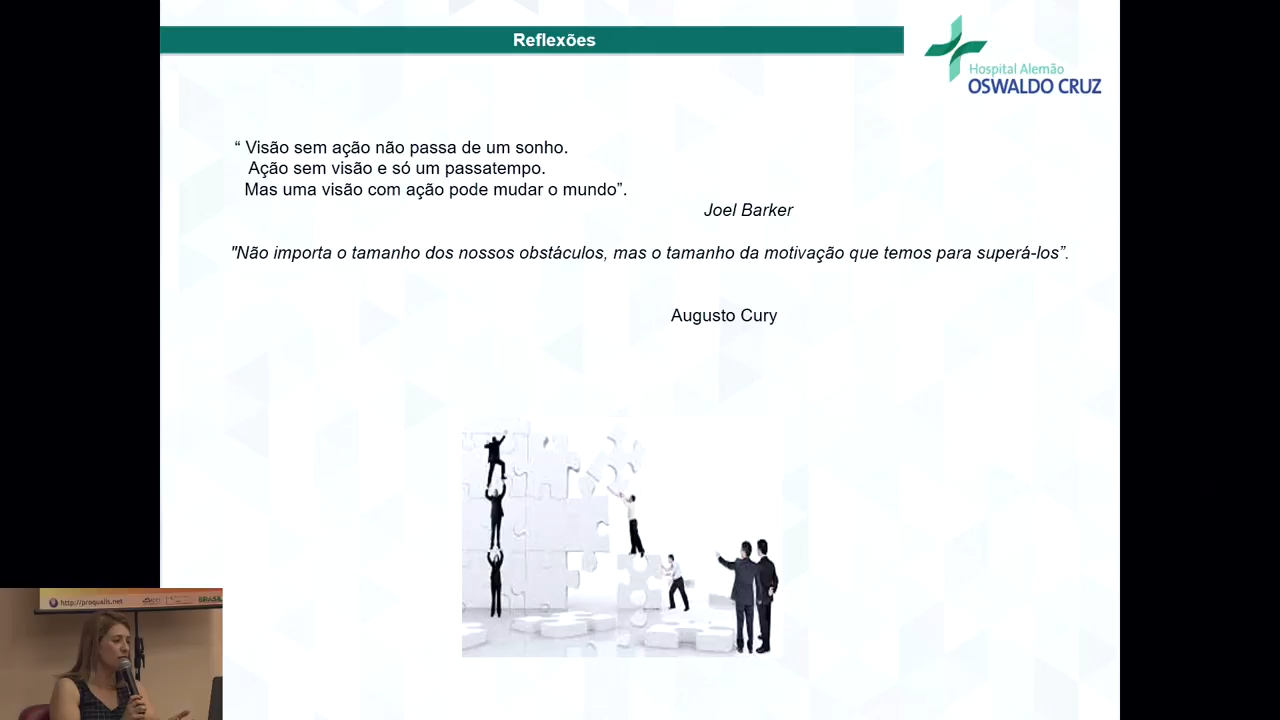 Reflexões
Hospital Alemão
OSWALDO CRUZ
“ Visão sem ação não passa de um sonho.
Ação sem visão e só um passatempo.
Mas uma visão com ação pode mudar o mundo”.
Joel Barker
"Não importa o tamanho dos nossos obstáculos, mas o tamanho da motivação que temos para superá-los”.
Augusto Cury
http://proqualis.net
BRASIL